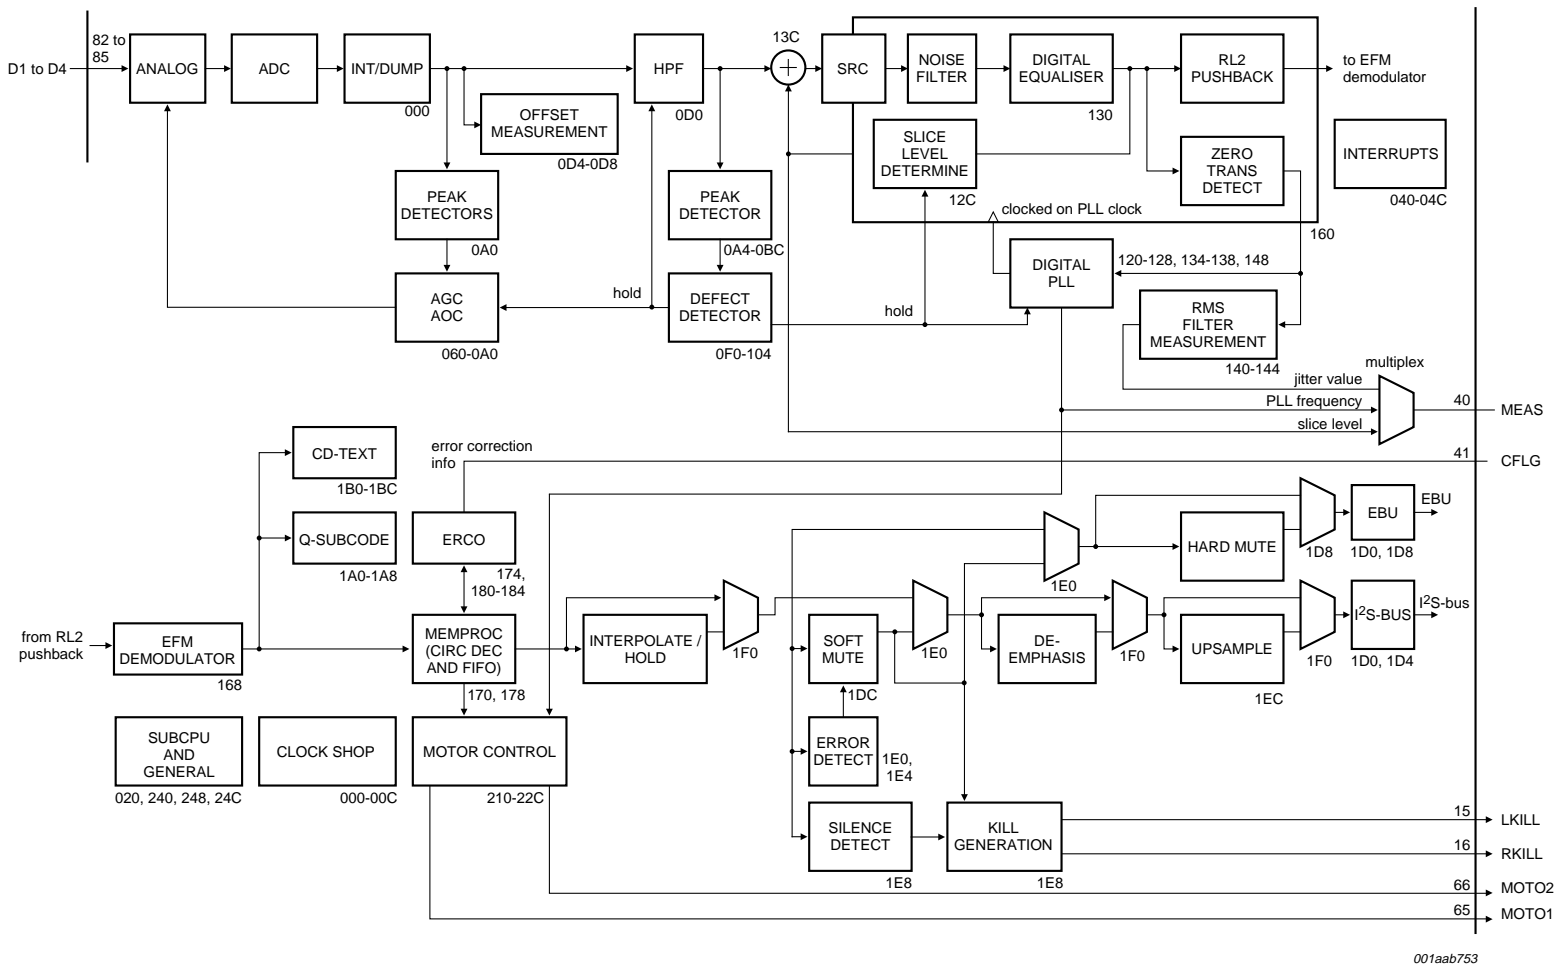 82 to
85
D1 to D4
ANALOG
ADC
INT/DUMP
000
OFFSET
MEASUREMENT
0D4-0D8
HPF
0D0
13C
SRC
NOISE
FILTER
DIGITAL
EQUALISER
130
RL2
PUSHBACK
to EFM
demodulator
SLICE
LEVEL
DETERMINE
12C
ZERO
TRANS
DETECT
INTERRUPTS
040-04C
PEAK
DETECTORS
0A0
PEAK
DETECTOR
0A4-0BC
clocked on PLL clock
160
DIGITAL
PLL
120-128, 134-138, 148
AGC
AOC
060-0A0
hold
DEFECT
DETECTOR
0F0-104
hold
RMS
FILTER
MEASUREMENT
140-144
multiplex
jitter value
PLL frequency
slice level
40
MEAS
41
CFLG
CD-TEXT
1B0-1BC
error correction
info
Q-SUBCODE
1A0-1A8
ERCO
174,
180-184
1E0
HARD MUTE
1D8
EBU
1D0, 1D8
EBU
from RL2
pushback
EFM
DEMODULATOR
168
MEMPROC
(CIRC DEC
AND FIFO)
170, 178
INTERPOLATE /
HOLD
1F0
SOFT
MUTE
1DC
1E0
DE-
EMPHASIS
1F0
UPSAMPLE
1EC
1F0
I2S-BUS
1D0, 1D4
I2S-bus
SUBCPU
AND
GENERAL
020, 240, 248, 24C
CLOCK SHOP
000-00C
MOTOR CONTROL
210-22C
ERROR
DETECT
1E0,
1E4
SILENCE
DETECT
1E8
KILL
GENERATION
1E8
15
LKILL
16
RKILL
66
MOTO2
65
MOTO1
001aab753